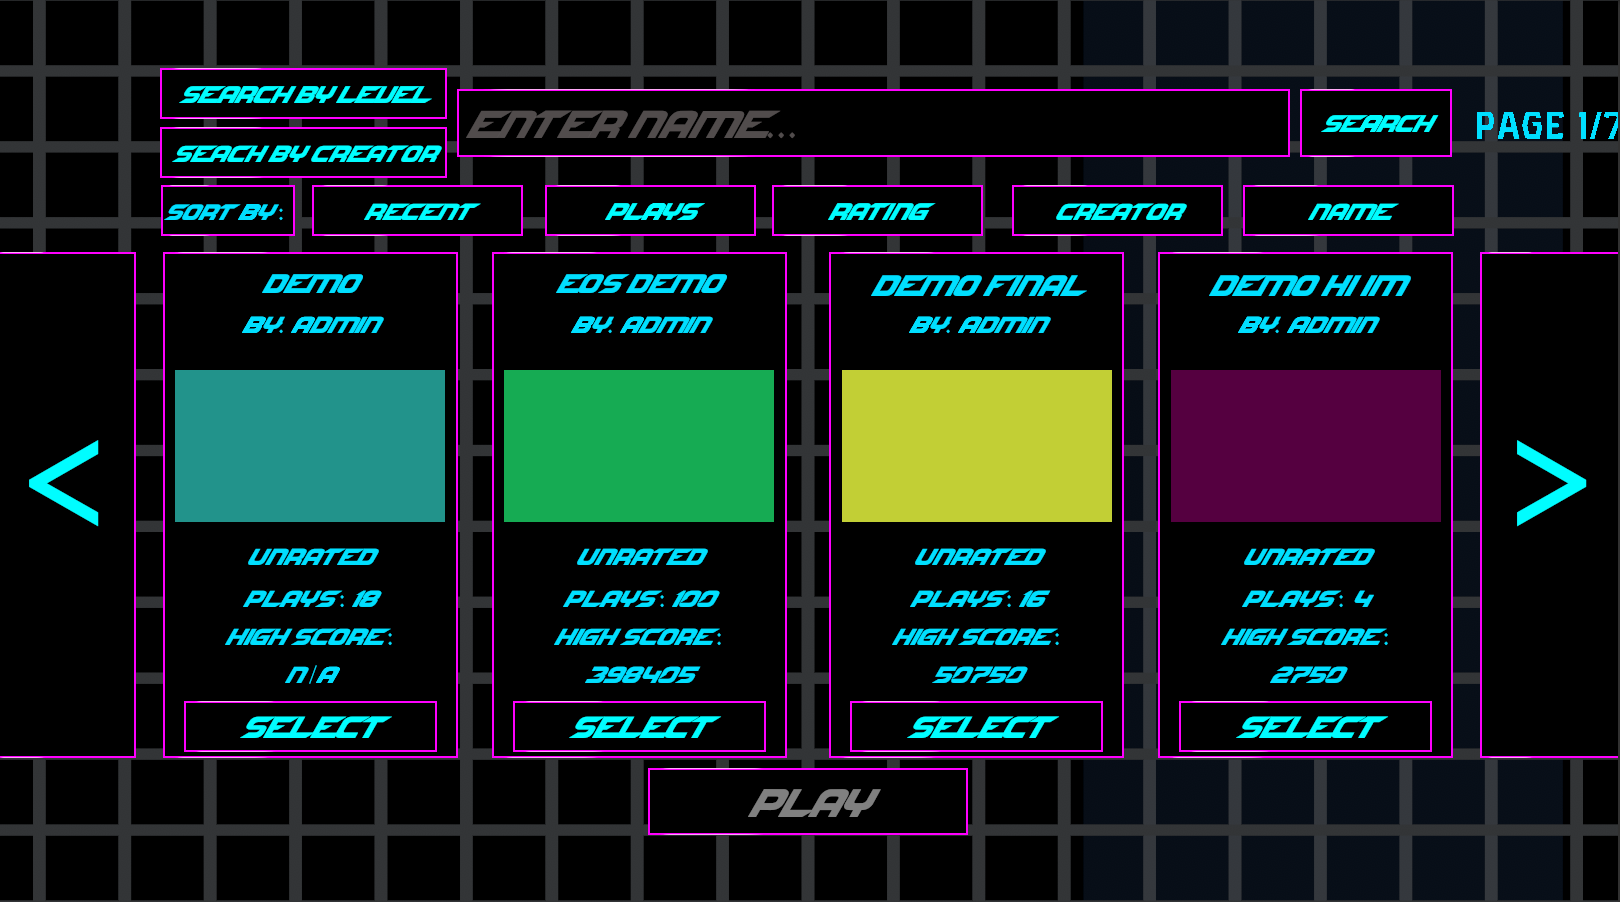 SEARCH BY LEVEL
SEACH BY CREATOR
ENTER NAME...
SEARCH
PAGE 1/7
SORT BY:
RECENT
PLAYS
RATING
CREATOR
NAME
<
DEMO
BY: ADMIN
UNRATED
PLAYS: 18
HIGH SCORE:
N/A
SELECT
EOS DEMO
BY: ADMIN
UNRATED
PLAYS: 100
HIGH SCORE:
398405
SELECT
DEMO FINAL
BY: ADMIN
UNRATED
PLAYS: 16
HIGH SCORE:
50750
SELECT
DEMO HI IM
BY: ADMIN
UNRATED
PLAYS: 4
HIGH SCORE:
2750
SELECT
>
PLAY